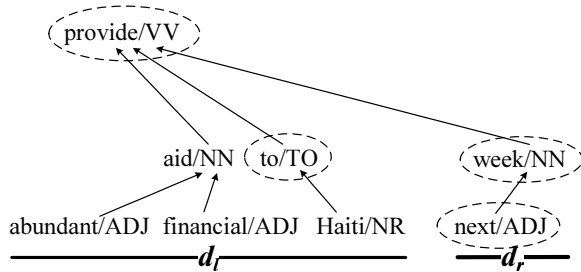 provide/VV
aid/NN to/TO week/NN
abundant/ADJ financial/ADJ Haiti/NR next/ADJ
d_l d_r